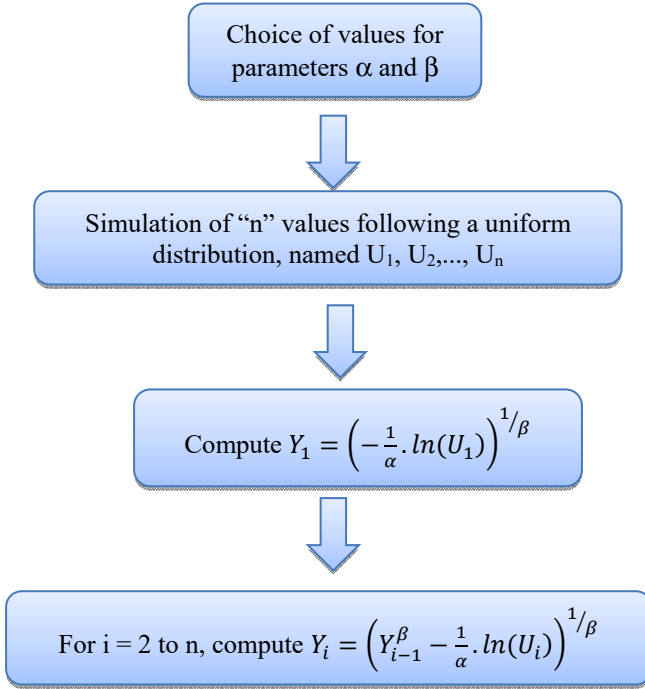 Choice of values for
parameters α and β
Simulation of “n” values following a uniform
distribution, named U₁, U₂,..., Uₙ
Compute Y₁ = (−1/α . ln(U₁))^(1/β)
For i = 2 to n, compute Yᵢ = (Yᵢ₋₁^β − 1/α . ln(Uᵢ))^(1/β)